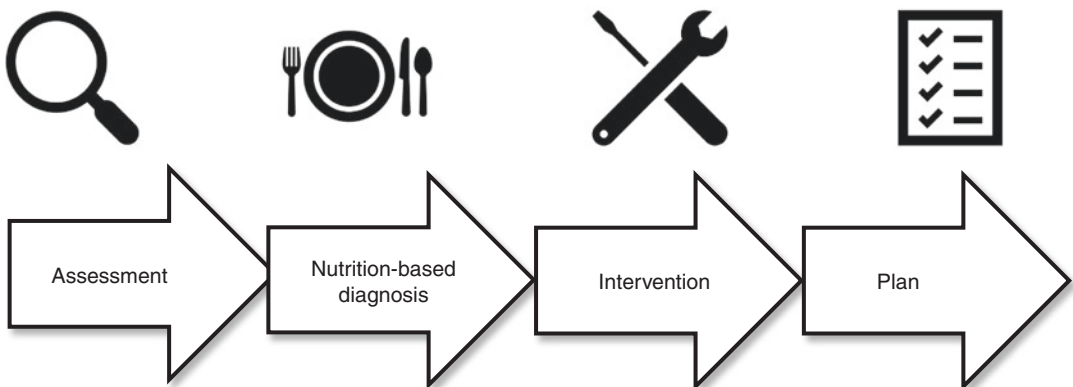 Assessment
Nutrition-based
diagnosis
Intervention
Plan